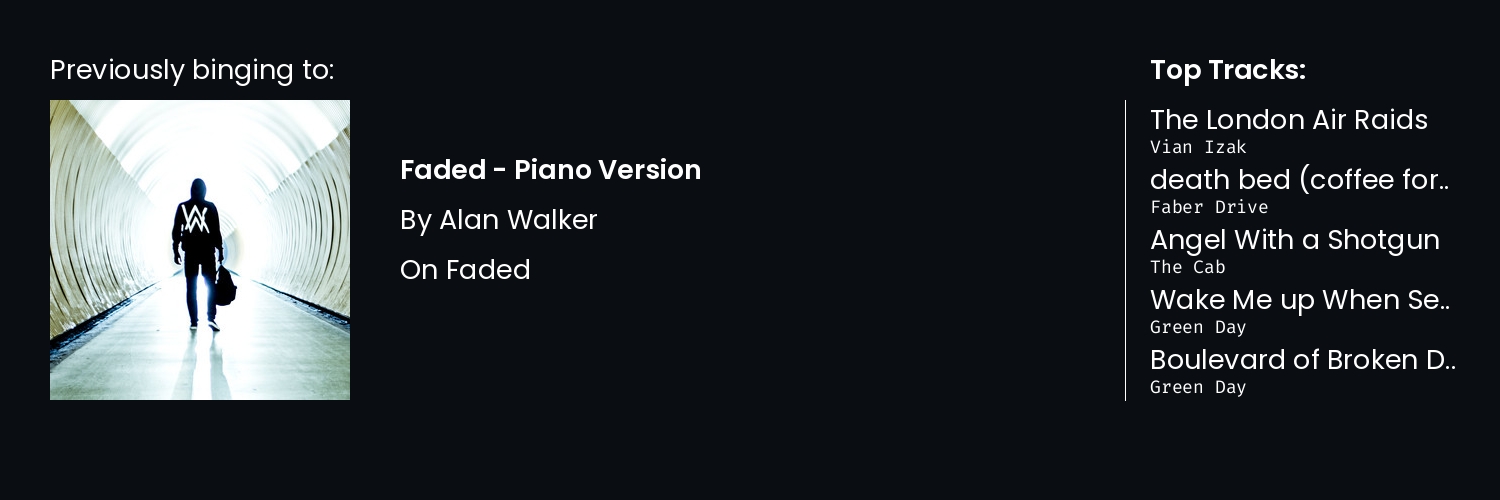 Previously binging to:
Faded - Piano Version
By Alan Walker
On Faded
Top Tracks:
The London Air Raids
Vian Izak
death bed (coffee for..
Faber Drive
Angel With a Shotgun
The Cab
Wake Me up When Se..
Green Day
Boulevard of Broken D..
Green Day